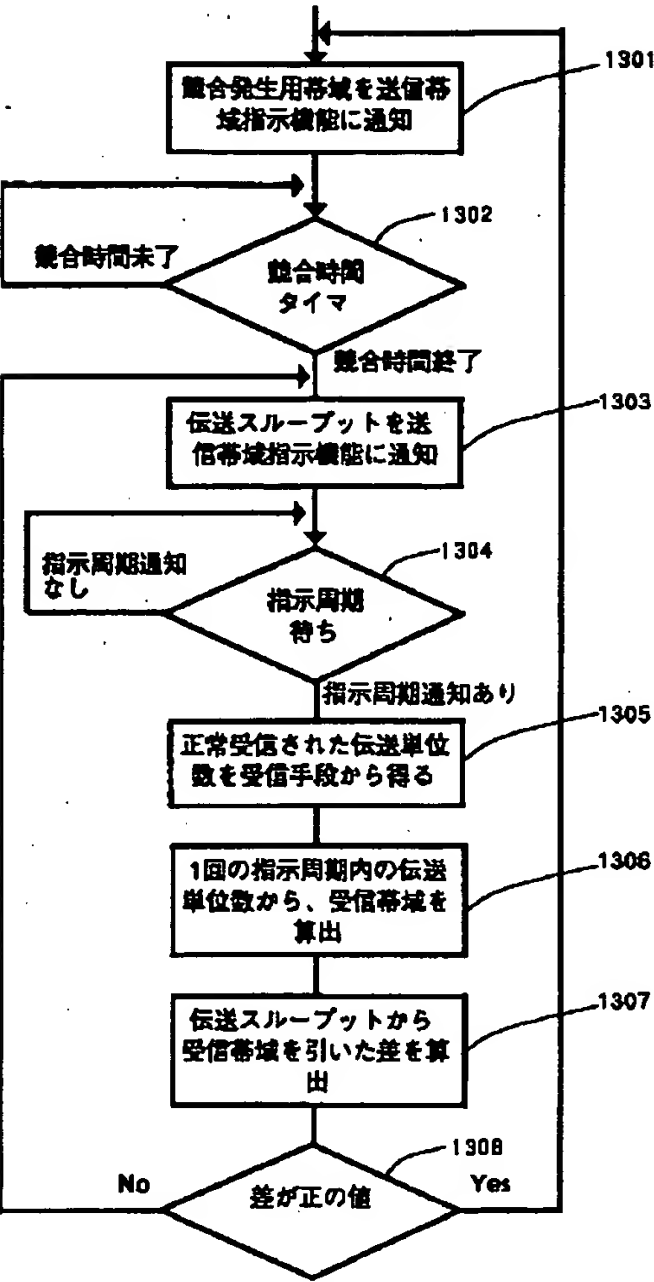 1301
競合発生用帯域を送信帯
域指示機能に通知
1302
競合時間未了
競合時間
タイマ
競合時間終了
1303
伝送スループットを送
信帯域指示機能に通知
1304
指示周期通知
なし
指示周期
待ち
指示周期通知あり
1305
正常受信された伝送単位
数を受信手段から得る
1306
1回の指示周期内の伝送
単位数から、受信帯域を
算出
1307
伝送スループットから
受信帯域を引いた差を算
出
1308
No
差が正の値
Yes